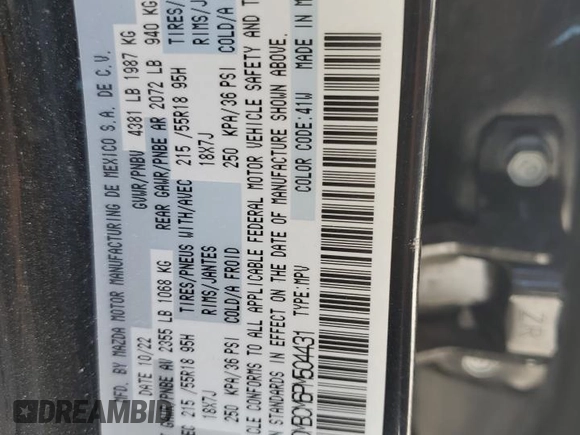 MFD. BY MAZDA MOTOR MANUFACTURING DE MEXICO S.A. DE C.V.
DATE 10/22 GVWR/PNBV 4381 LB 1987 KG
GAWR/PNBE AV 2355 LB 1068 KG REAR GAWR/PNBE AR 2072 LB 940 KG
TIRES/PNEUS WITH/AVEC 215 /55R18 95H TIRES/
215 /55R18 95H RIMS/JANTES 18X7J RIMS/J
18X7J COLD/A FROID 250 KPA/36 PSI COLD/A
250 KPA/36 PSI
CONFORMS TO ALL APPLICABLE FEDERAL MOTOR VEHICLE SAFETY AND
STANDARDS IN EFFECT ON THE DATE OF MANUFACTURE SHOWN ABOVE.
TYPE:MPV COLOR CODE:41W MADE IN
ZR
DREAMBID.COM